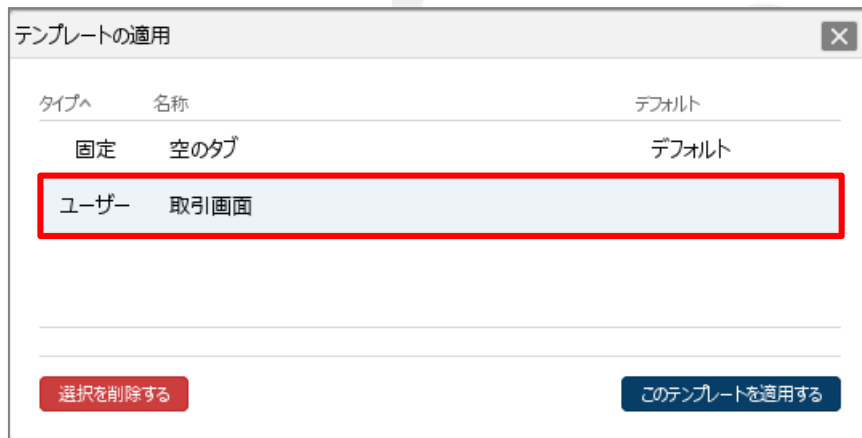 テンプレートの適用
タイプへ 名称 デフォルト
固定 空のタブ デフォルト
ユーザー 取引画面
選択を削除する このテンプレートを適用する